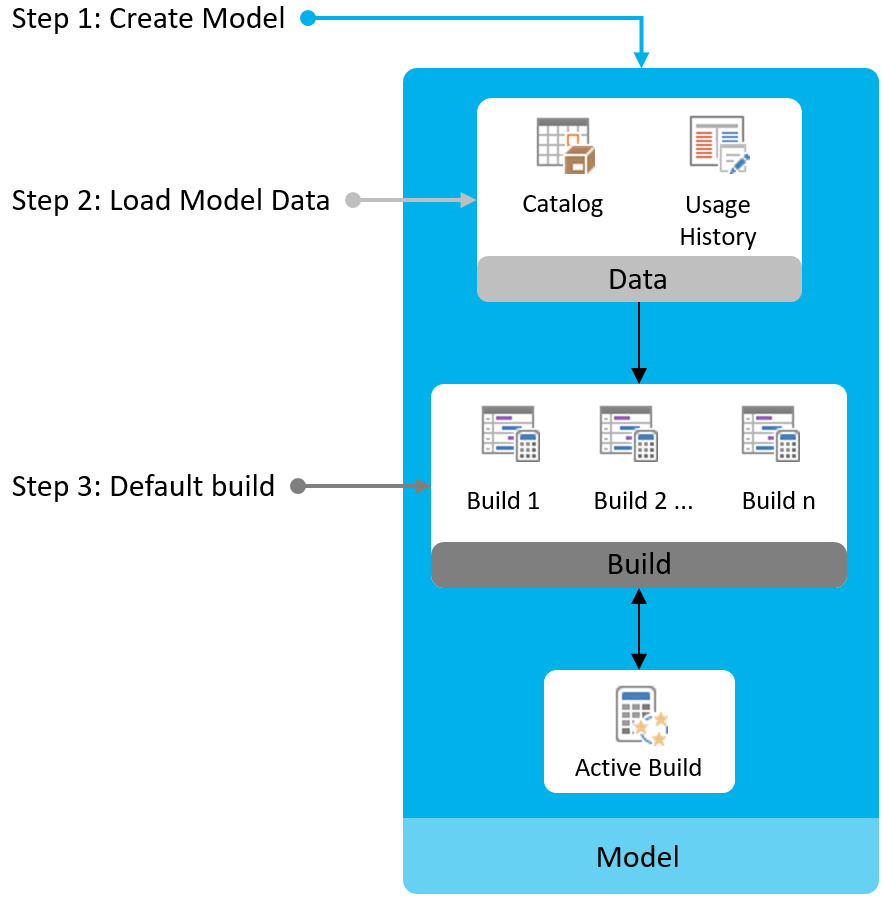 Step 1: Create Model
Step 2: Load Model Data
Catalog
Usage
History
Data
Step 3: Default build
Build 1
Build 2 ...
Build n
Build
Active Build
Model